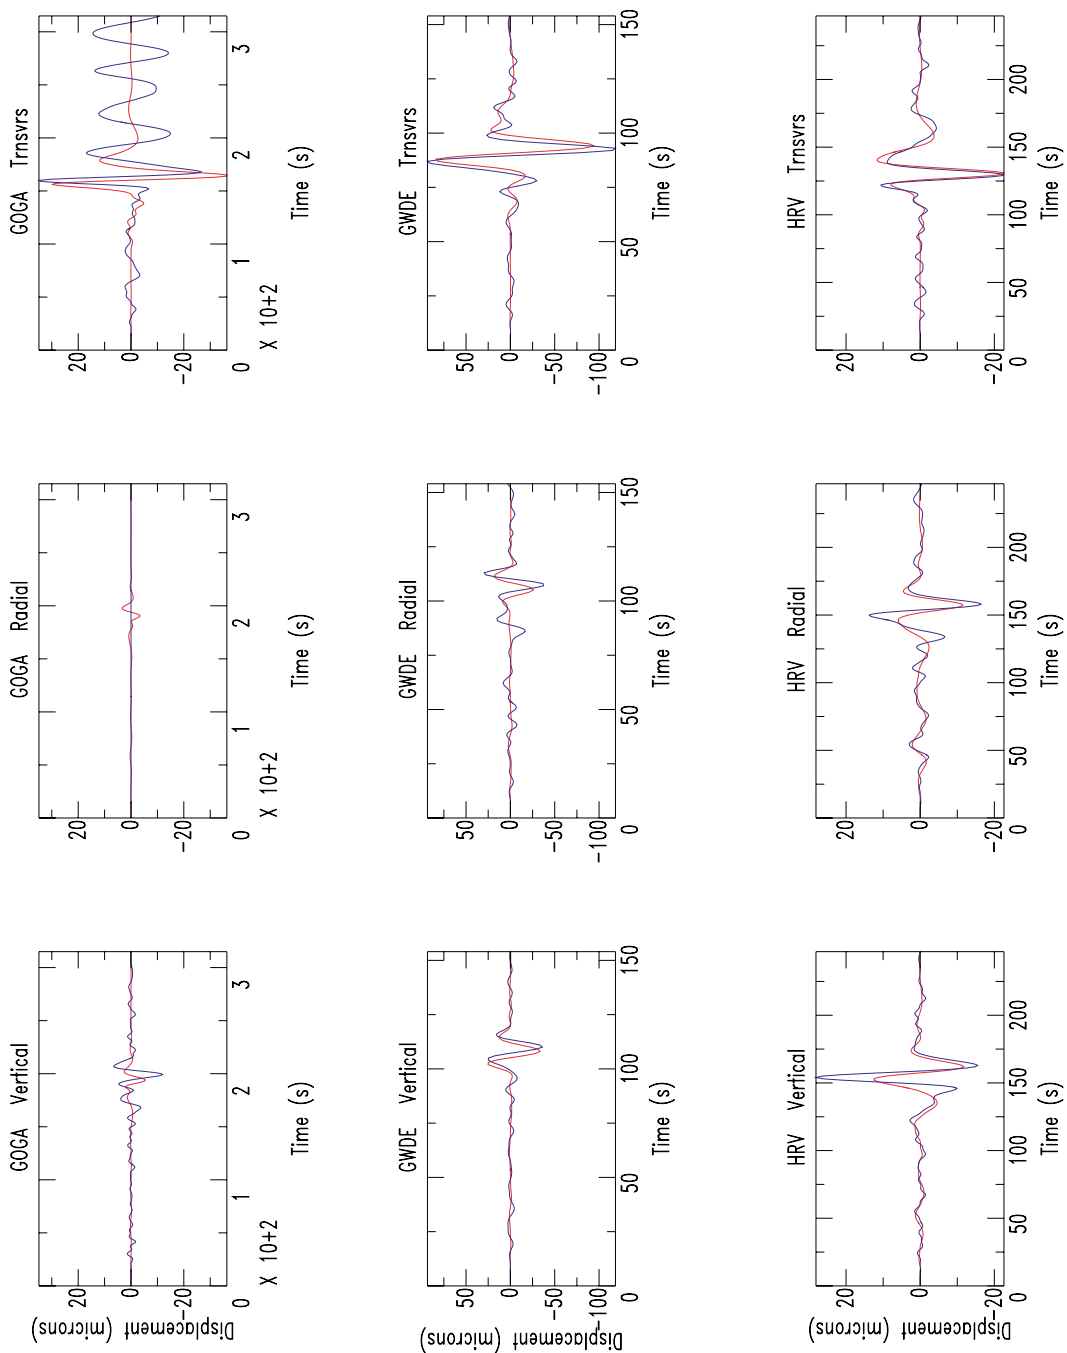 GOGA Vertical
Displacement (microns)
20
0
-20
0 1 2 3
X 10+2
Time (s)
GOGA Radial
20
0
-20
0 1 2 3
X 10+2
Time (s)
GOGA Trnsvrs
20
0
-20
0 1 2 3
X 10+2
Time (s)
GWDE Vertical
Displacement (microns)
50
0
-50
-100
0 50 100 150
Time (s)
GWDE Radial
50
0
-50
-100
0 50 100 150
Time (s)
GWDE Trnsvrs
50
0
-50
-100
0 50 100 150
Time (s)
HRV Vertical
Displacement (microns)
20
0
-20
0 50 100 150 200
Time (s)
HRV Radial
20
0
-20
0 50 100 150 200
Time (s)
HRV Trnsvrs
20
0
-20
0 50 100 150 200
Time (s)